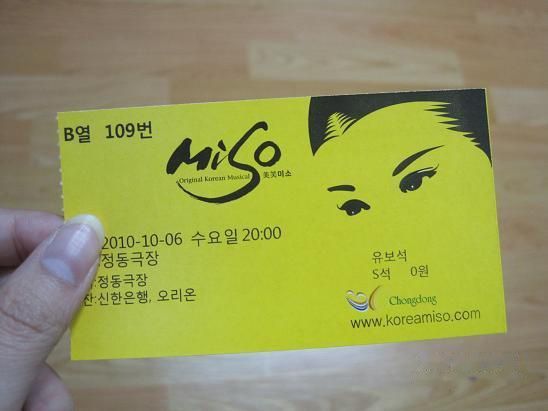 B열 109번
MiSo
Original Korean Musical 美笑미소
2010-10-06 수요일 20:00
:정동극장
:정동극장
찬:신한은행, 오리온
유보석
S석 0원
Chongdong
www.koreamiso.com